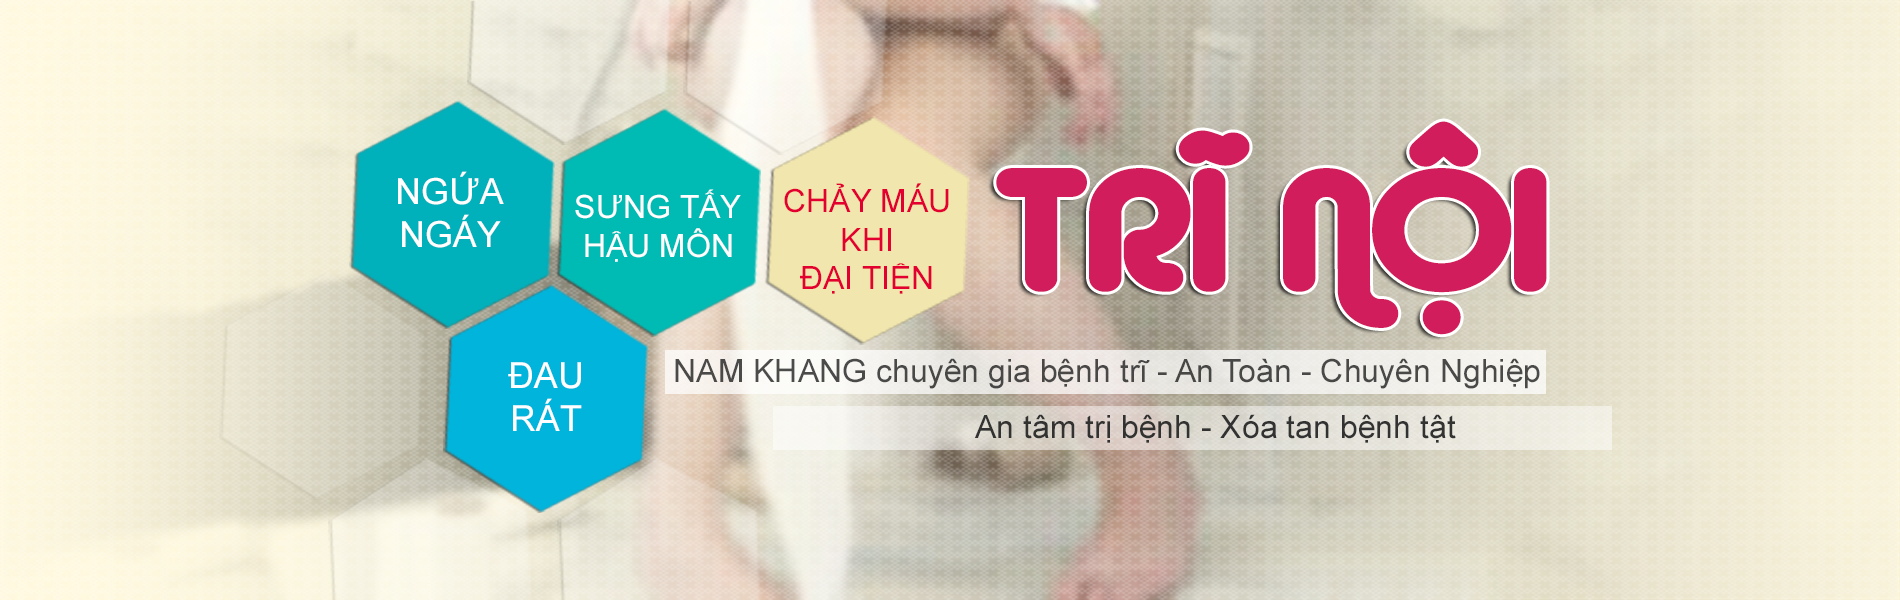 NGỨA
NGÁY
SƯNG TẤY
HẬU MÔN
CHẢY MÁU
KHI
ĐẠI TIỆN
ĐAU
RÁT
TRĨ NỘI
NAM KHANG chuyên gia bệnh trĩ - An Toàn - Chuyên Nghiệp
An tâm trị bệnh - Xóa tan bệnh tật